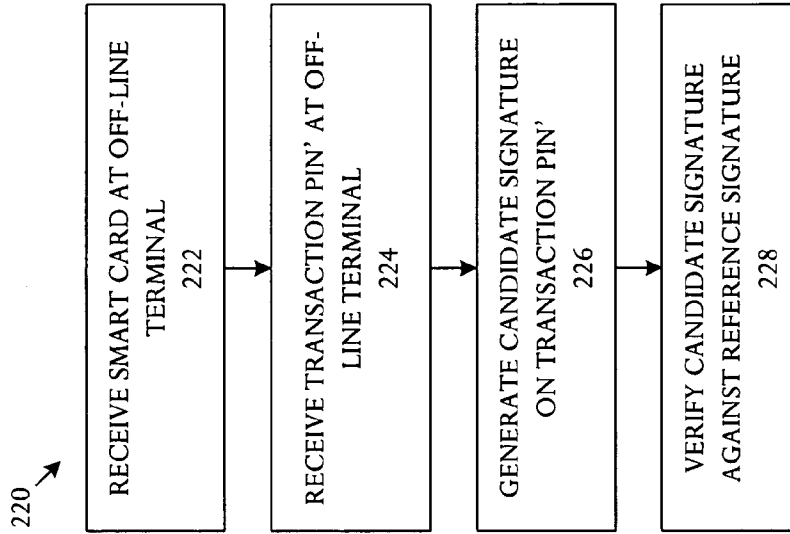 220
RECEIVE SMART CARD AT OFF-LINE
TERMINAL
222
RECEIVE TRANSACTION PIN' AT OFF-
LINE TERMINAL
224
GENERATE CANDIDATE SIGNATURE
ON TRANSACTION PIN'
226
VERIFY CANDIDATE SIGNATURE
AGAINST REFERENCE SIGNATURE
228